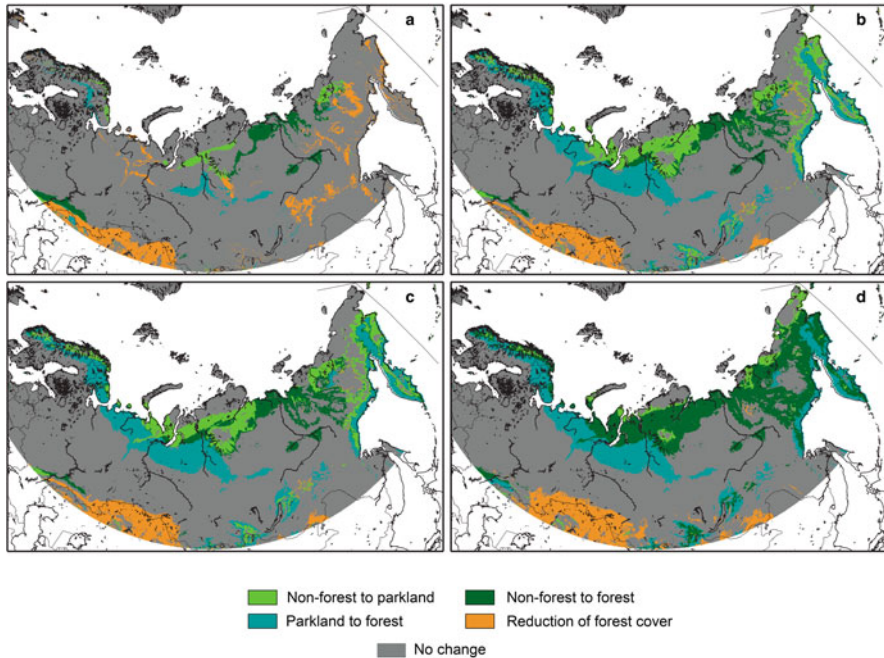 a
b
c
d
Non-forest to parkland
Non-forest to forest
Parkland to forest
Reduction of forest cover
No change